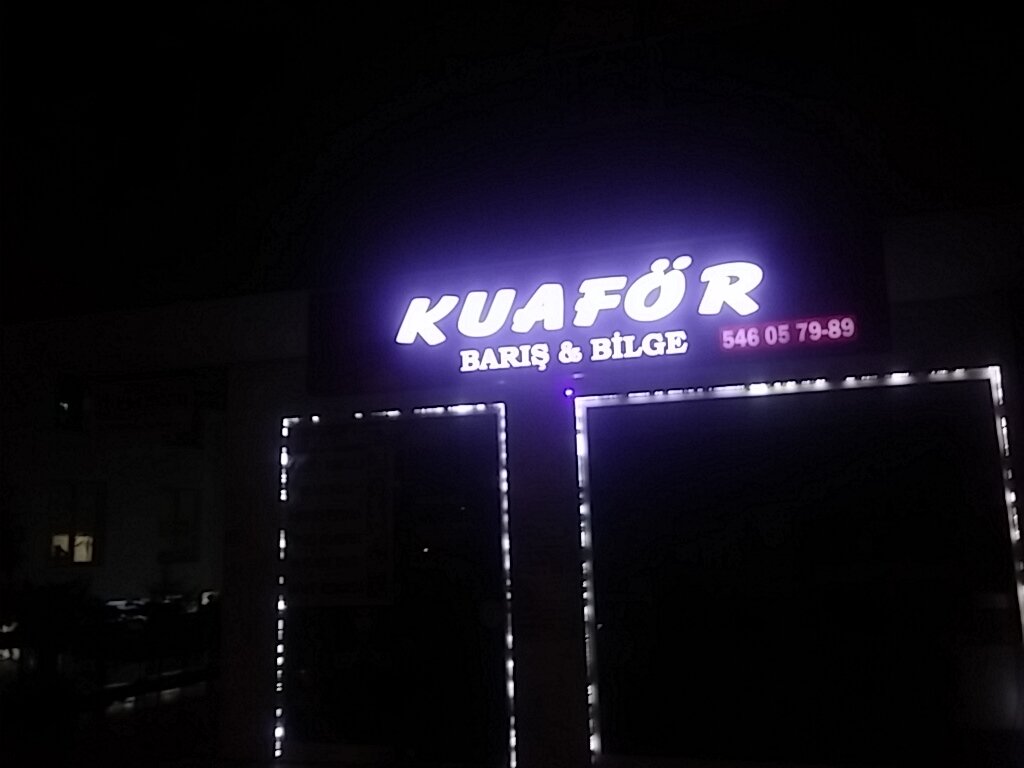 KUAFÖR
BARIŞ & BİLGE
546 05 79-89